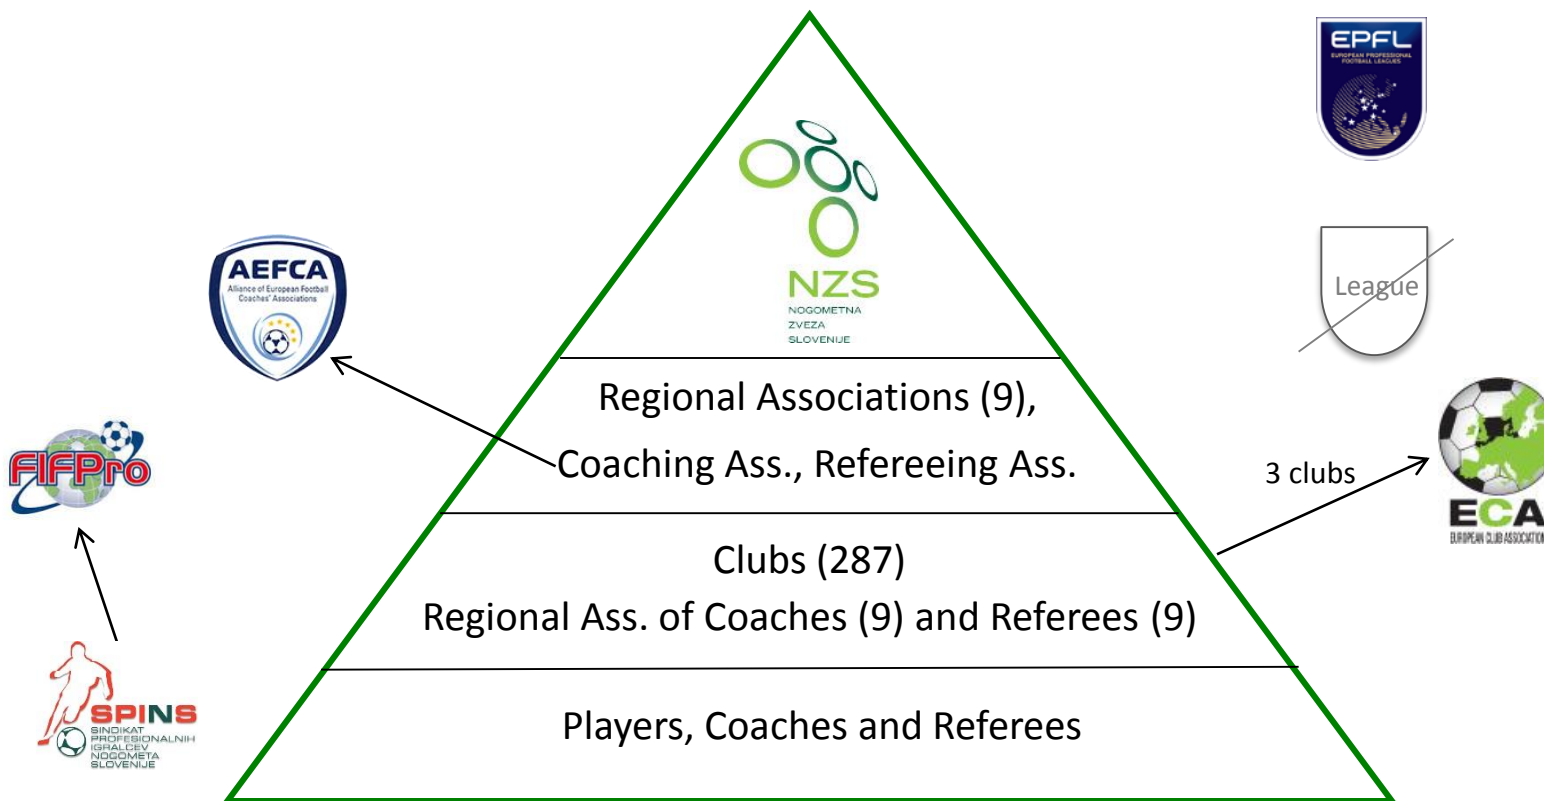 EPFL
EUROPEAN PROFESSIONAL
FOOTBALL LEAGUES
AEFCA
Alliance of European Football
Coaches' Associations
NZS
NOGOMETNA
ZVEZA
SLOVENIJE
League
Regional Associations (9),
Coaching Ass., Refereeing Ass.
FIFPro
3 clubs
ECA
EUROPEAN CLUB ASSOCIATION
Clubs (287)
Regional Ass. of Coaches (9) and Referees (9)
SPINS
SINDIKAT
PROFESIONALNIH
IGRALCEV
NOGOMETA
SLOVENIJE
Players, Coaches and Referees